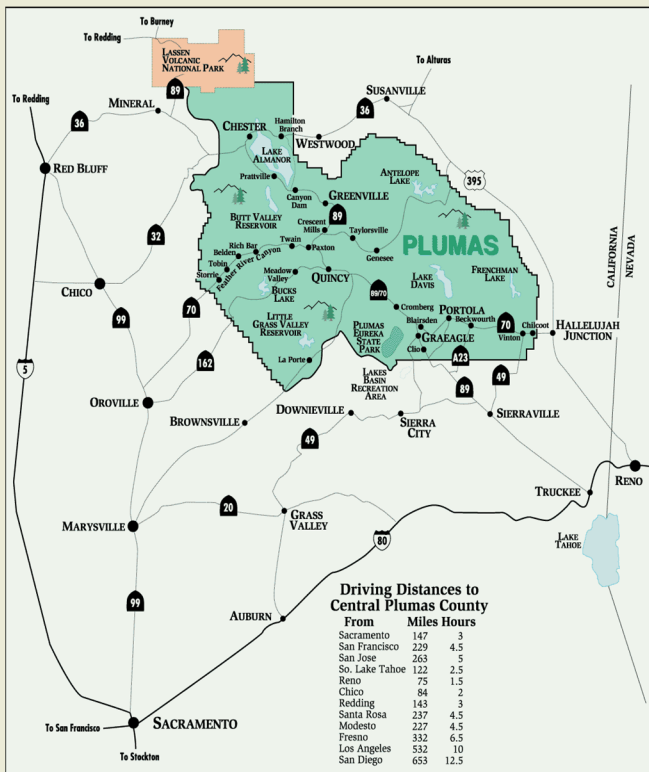 To Burney
To Redding
LASSEN
VOLCANIC
NATIONAL PARK
To Alturas
To Redding
89
SUSANVILLE
MINERAL
36
36
CHESTER
Hamilton
Branch
WESTWOOD
LAKE
ALMANOR
RED BLUFF
Prattville
ANTELOPE
LAKE
395
Canyon
Dam
GREENVILLE
BUTT VALLEY
RESERVOIR
89
Crescent
Mills
Taylorsville
32
PLUMAS
Rich Bar
Twain
Paxton
Genesee
Belden
Tobin
Storrie
Feather River Canyon
Meadow
Valley
QUINCY
LAKE
DAVIS
FRENCHMAN
LAKE
CALIFORNIA
NEVADA
CHICO
BUCKS
LAKE
89/70
Cromberg
PORTOLA
70
99
LITTLE
GRASS VALLEY
RESERVOIR
Blairsden
Beckwourth
70
Chilcoot
HALLELUJAH
JUNCTION
PLUMAS
EUREKA
STATE
PARK
GRAEAGLE
Vinton
Clio
A23
5
162
La Porte
LAKES
BASIN
RECREATION
AREA
89
49
OROVILLE
BROWNSVILLE
DOWNIEVILLE
SIERRA
CITY
SIERRAVILLE
49
RENO
TRUCKEE
20
GRASS
VALLEY
MARYSVILLE
80
LAKE
TAHOE
99
AUBURN
Driving Distances to
Central Plumas County
From Miles Hours
Sacramento 147 3
San Francisco 229 4.5
San Jose 263 5
So. Lake Tahoe 122 2.5
Reno 75 1.5
Chico 84 2
Redding 143 3
Santa Rosa 237 4.5
Modesto 227 4.5
Fresno 332 6.5
Los Angeles 532 10
San Diego 653 12.5
SACRAMENTO
To San Francisco
To Stockton